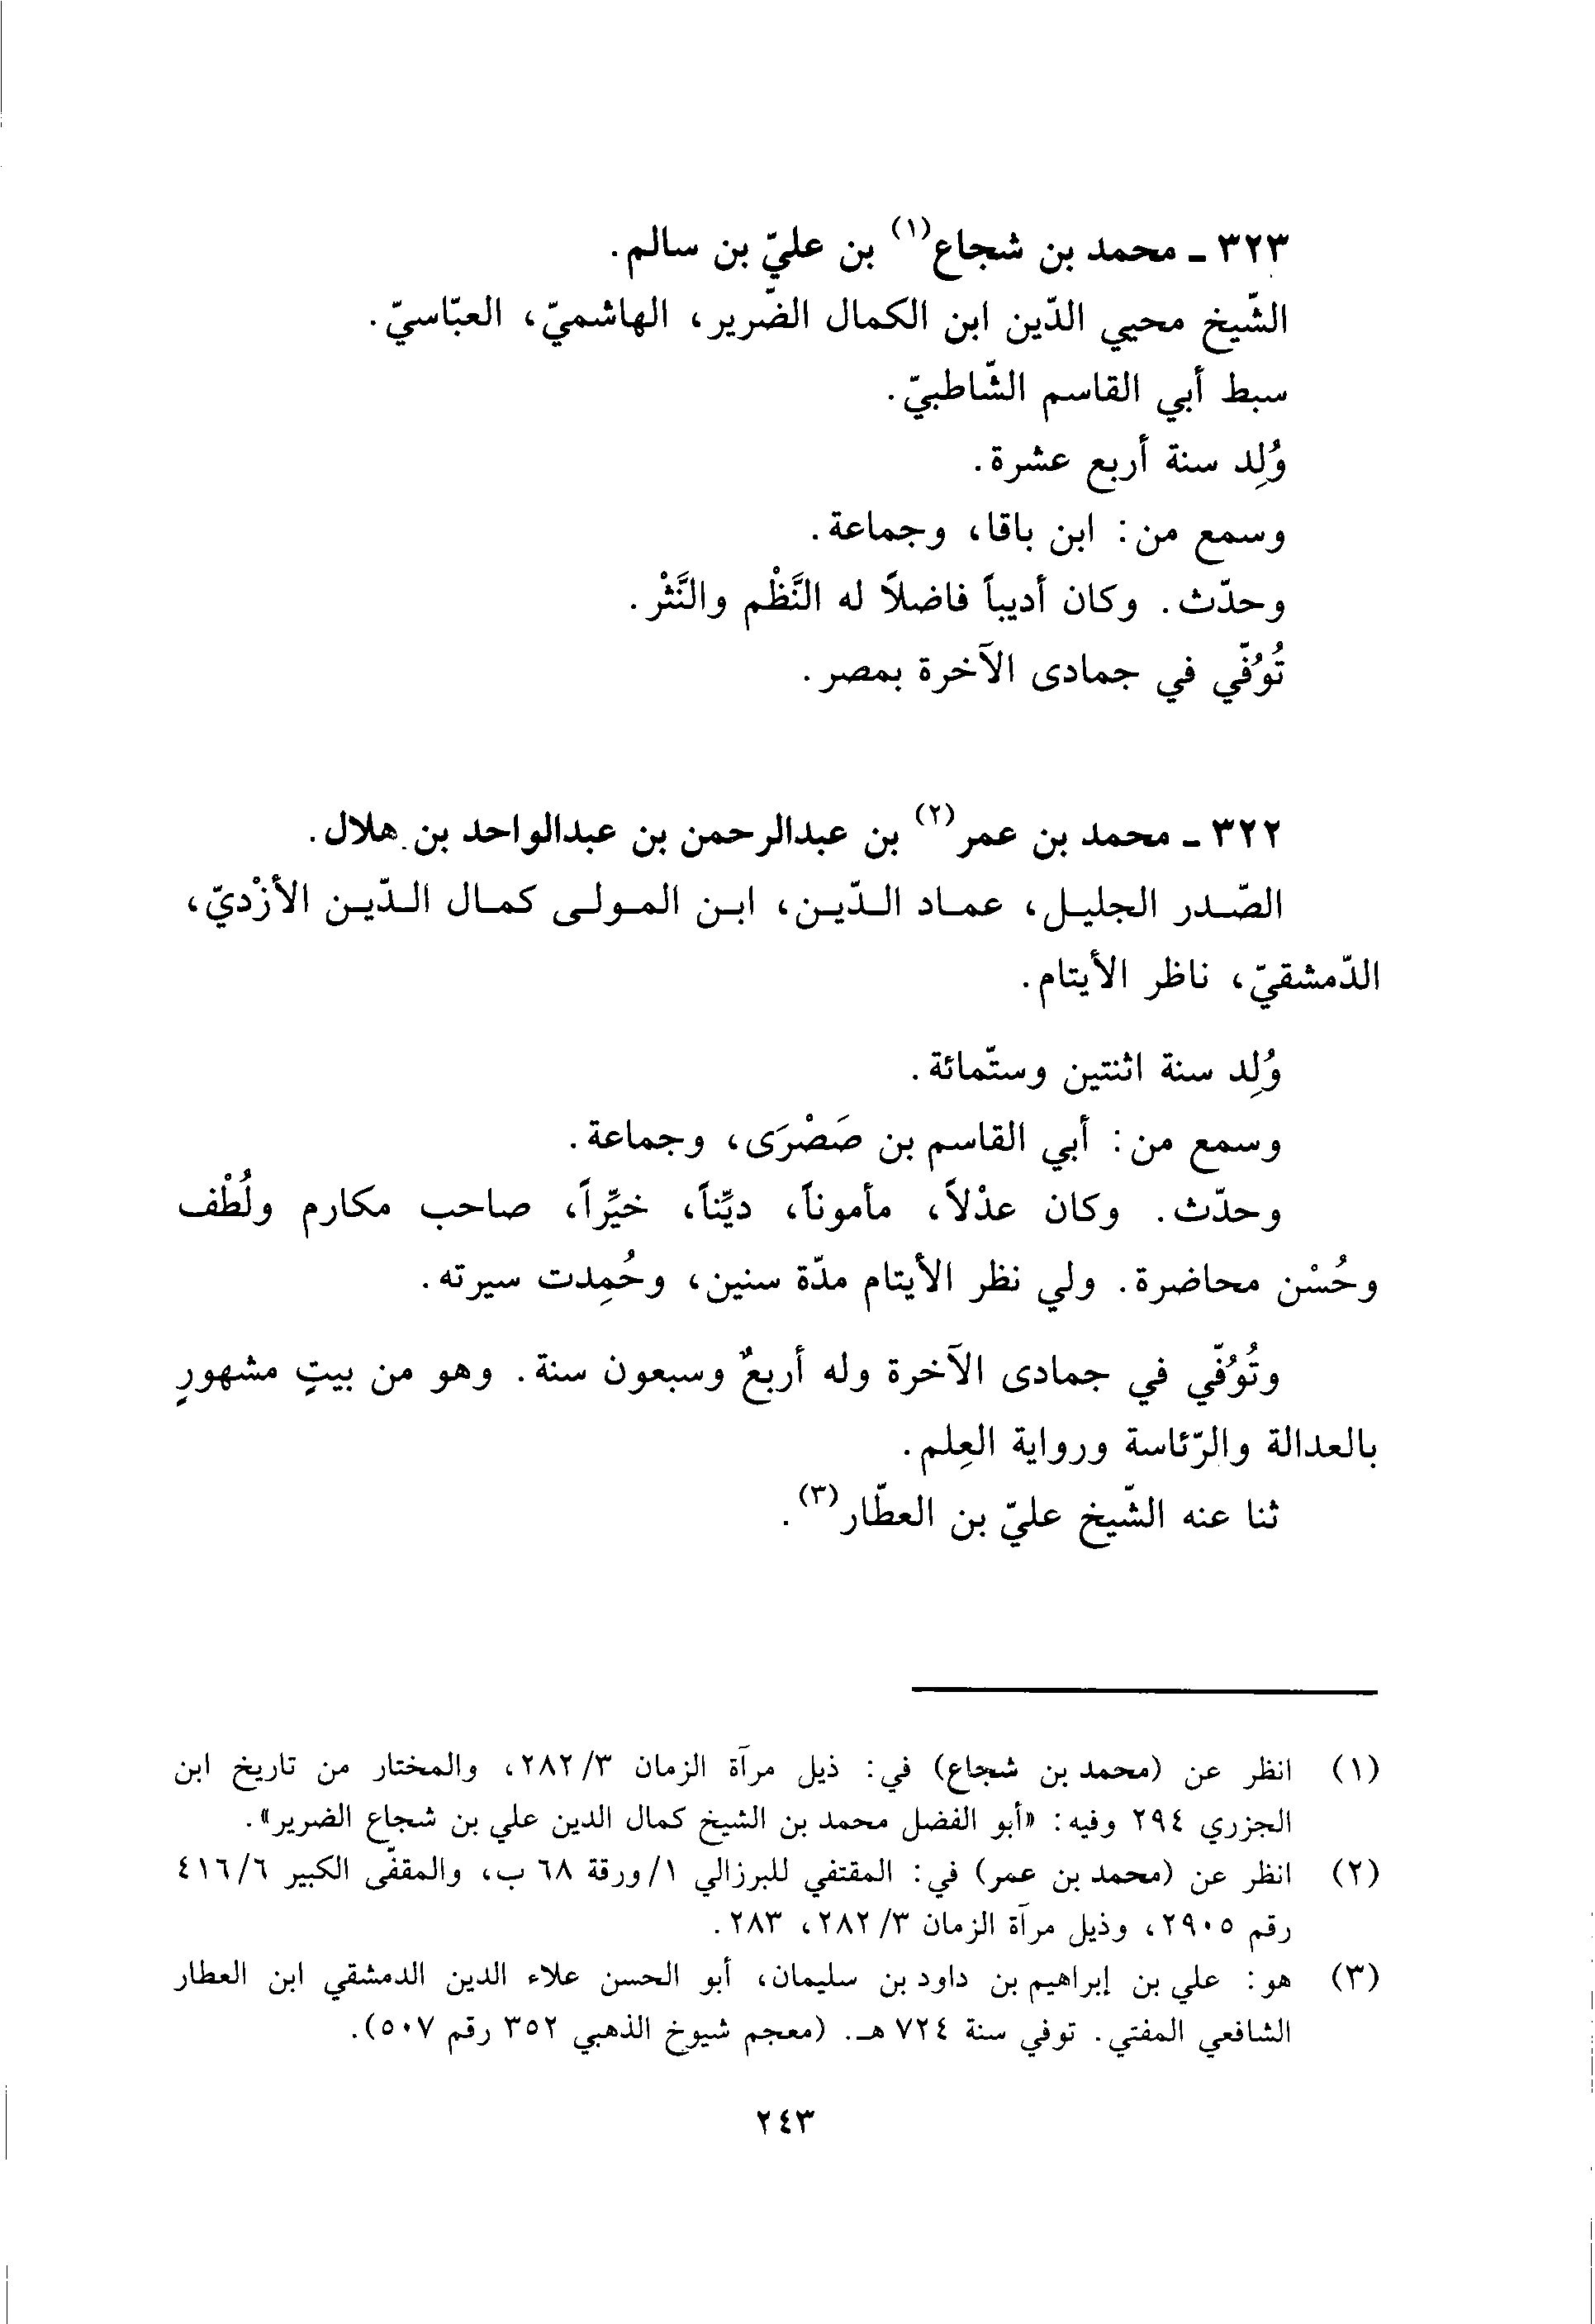 ٣٢٣ ـ محمد بن شجاع(١) بن عليّ بن سالم.
الشّيخ محيي الدّين ابن الكمال الضّرير، الهاشميّ، العبّاسيّ.
سبط أبي القاسم الشّاطبيّ.
وُلِد سنة أربع عشرة.
وسمع من: ابن باقا، وجماعة.
وحدّث. وكان أديباً فاضلاً له النَّظْم والنَّثْر.
تُوُفّي في جمادى الآخرة بمصر.
٣٢٢ ـ محمد بن عمر(٢) بن عبدالرحمن بن عبدالواحد بن هلال.
الصّدر الجليل، عماد الدّين، ابن المولى كمال الدّين الأزْديّ،
الدّمشقيّ، ناظر الأيتام.
وُلِد سنة اثنتين وستّمائة.
وسمع من: أبي القاسم بن صَصْرَى، وجماعة.
وحدّث. وكان عدْلاً، مأموناً، ديِّناً، خيِّراً، صاحب مكارم ولُطْف
وحُسْن محاضرة. ولي نظر الأيتام مدّة سنين، وحُمِدت سيرته.
وتُوُفّي في جمادى الآخرة وله أربعٌ وسبعون سنة. وهو من بيتٍ مشهورٍ
بالعدالة والرّئاسة ورواية العِلم.
ثنا عنه الشّيخ عليّ بن العطّار(٣).
(١) انظر عن (محمد بن شجاع) في: ذيل مرآة الزمان ٣/ ٢٨٢، والمختار من تاريخ ابن
الجزري ٢٩٤ وفيه: «أبو الفضل محمد بن الشيخ كمال الدين علي بن شجاع الضرير».
(٢) انظر عن (محمد بن عمر) في: المقتفي للبرزالي ١/ ورقة ٦٨ ب، والمقفّى الكبير ٦/ ٤١٦
رقم ٢٩٠٥، وذيل مرآة الزمان ٣/ ٢٨٢، ٢٨٣.
(٣) هو: علي بن إبراهيم بن داود بن سليمان، أبو الحسن علاء الدين الدمشقي ابن العطار
الشافعي المفتي. توفي سنة ٧٢٤ هـ. (معجم شيوخ الذهبي ٣٥٢ رقم ٥٠٧).
٢٤٣